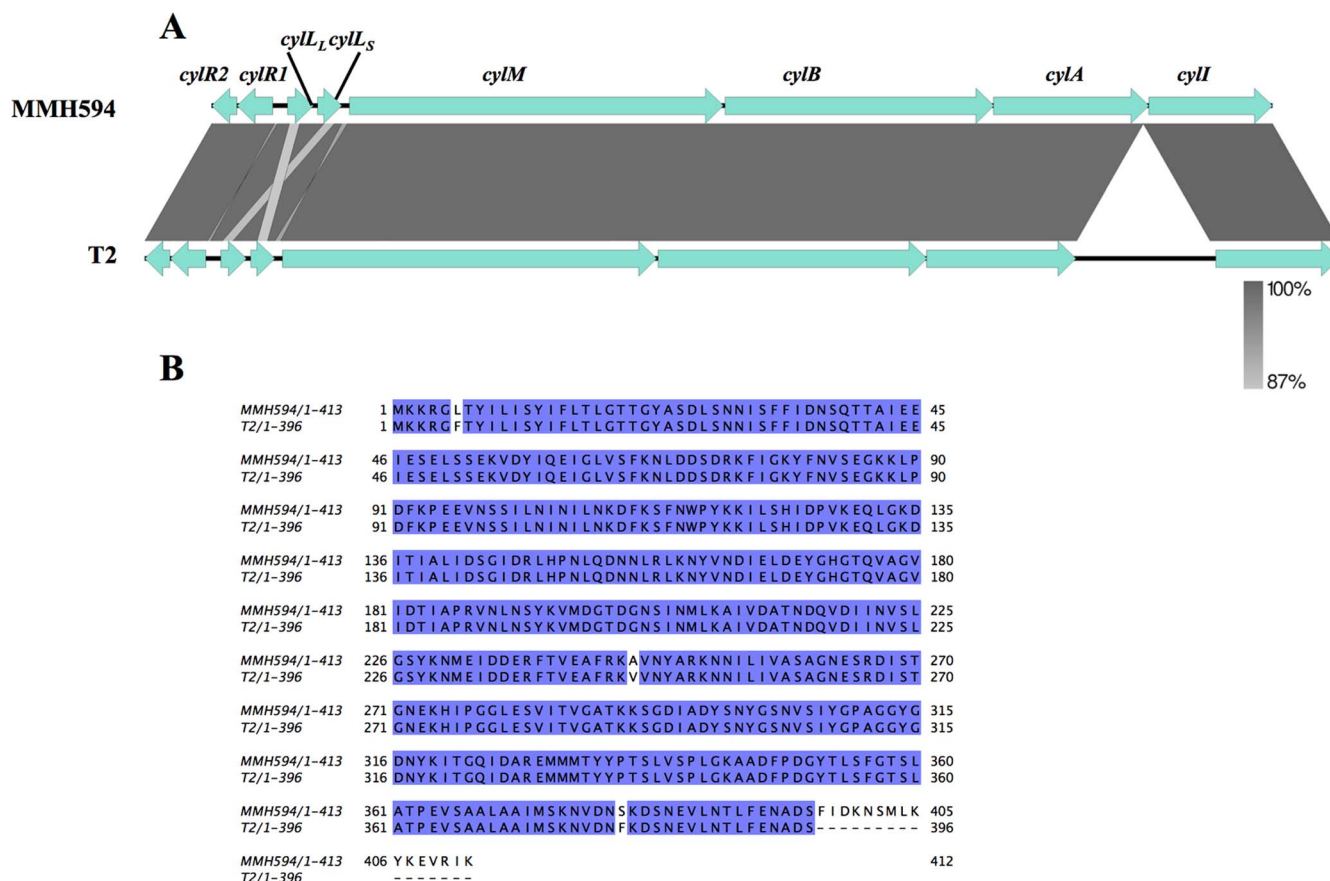 A
cylL_L cylL_S
cylR2 cylR1 cylM cylB cylA cylI
MMH594
T2
100%
87%
B
MMH594/1-413 1 MKKRGLTYILISYIFLTLGTTGYASDLSNNISFFIDNSQTTAIEE 45
T2/1-396 1 MKKRGFTYILISYIFLTLGTTGYASDLSNNISFFIDNSQTTAIEE 45
MMH594/1-413 46 IESELSSEKVDYIQEIGLVSFKNLDDSDRKFIGKYFNVSEGKKLP 90
T2/1-396 46 IESELSSEKVDYIQEIGLVSFKNLDDSDRKFIGKYFNVSEGKKLP 90
MMH594/1-413 91 DFKPEEVNSSILNINILNKDFKSFNWPYKKILSHIDPVKEQLGKD 135
T2/1-396 91 DFKPEEVNSSILNINILNKDFKSFNWPYKKILSHIDPVKEQLGKD 135
MMH594/1-413 136 ITIALIDSGIDRLHPNLQDNNLRLKNYVNDIELDEYGHGTQVAGV 180
T2/1-396 136 ITIALIDSGIDRLHPNLQDNNLRLKNYVNDIELDEYGHGTQVAGV 180
MMH594/1-413 181 IDTIAPRVNLNSYKVMDGTDGNSINMLKAIVDATNDQVDIINVSL 225
T2/1-396 181 IDTIAPRVNLNSYKVMDGTDGNSINMLKAIVDATNDQVDIINVSL 225
MMH594/1-413 226 GSYKNMEIDDERFTVEAFRKAVNYARKNNILIVASAGNESRDIST 270
T2/1-396 226 GSYKNMEIDDERFTVEAFRKVVNYARKNNILIVASAGNESRDIST 270
MMH594/1-413 271 GNEKHIPGGLESVITVGATKKSGDIADYSNYGSNVSIYGPAGGYG 315
T2/1-396 271 GNEKHIPGGLESVITVGATKKSGDIADYSNYGSNVSIYGPAGGYG 315
MMH594/1-413 316 DNYKITGQIDAREMMMTYYPTSLVSPLGKAADFPDGYTLSFGTSL 360
T2/1-396 316 DNYKITGQIDAREMMMTYYPTSLVSPLGKAADFPDGYTLSFGTSL 360
MMH594/1-413 361 ATPEVSAALAAIMSKNVDNSKDSNEVLNTLFENADSFIDKNSMLK 405
T2/1-396 361 ATPEVSAALAAIMSKNVDNFKDSNEVLNTLFENADS--------- 396
MMH594/1-413 406 YKEVRIK 412
T2/1-396 -------